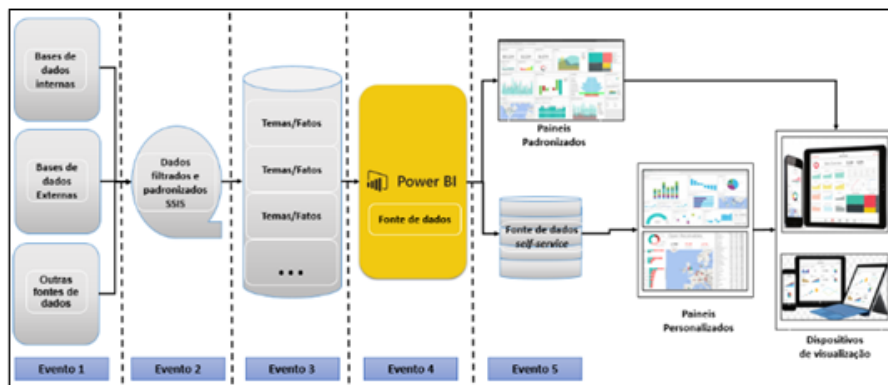 Bases de
dados
internas
Bases de
dados
Externas
Outras
fontes de
dados
Dados
filtrados e
padronizados
SSIS
Temas/Fatos
Temas/Fatos
Temas/Fatos
...
Power BI
Fonte de dados
Paineis
Padronizados
Fonte de dados
self-service
Paineis
Personalizados
Dispositivos
de visualização
Evento 1
Evento 2
Evento 3
Evento 4
Evento 5